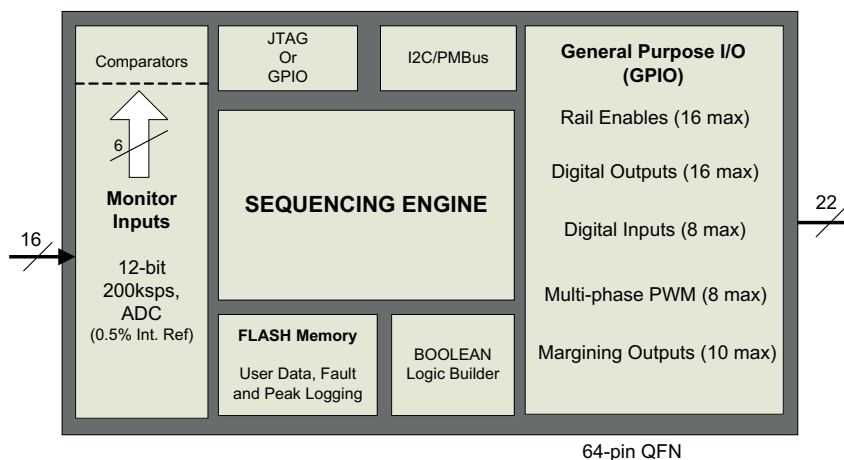 Comparators
6
Monitor
Inputs
12-bit
200ksps,
ADC
(0.5% Int. Ref)
16
JTAG
Or
GPIO
I2C/PMBus
SEQUENCING ENGINE
FLASH Memory
User Data, Fault
and Peak Logging
BOOLEAN
Logic Builder
General Purpose I/O
(GPIO)
Rail Enables (16 max)
Digital Outputs (16 max)
Digital Inputs (8 max)
Multi-phase PWM (8 max)
Margining Outputs (10 max)
22
64-pin QFN